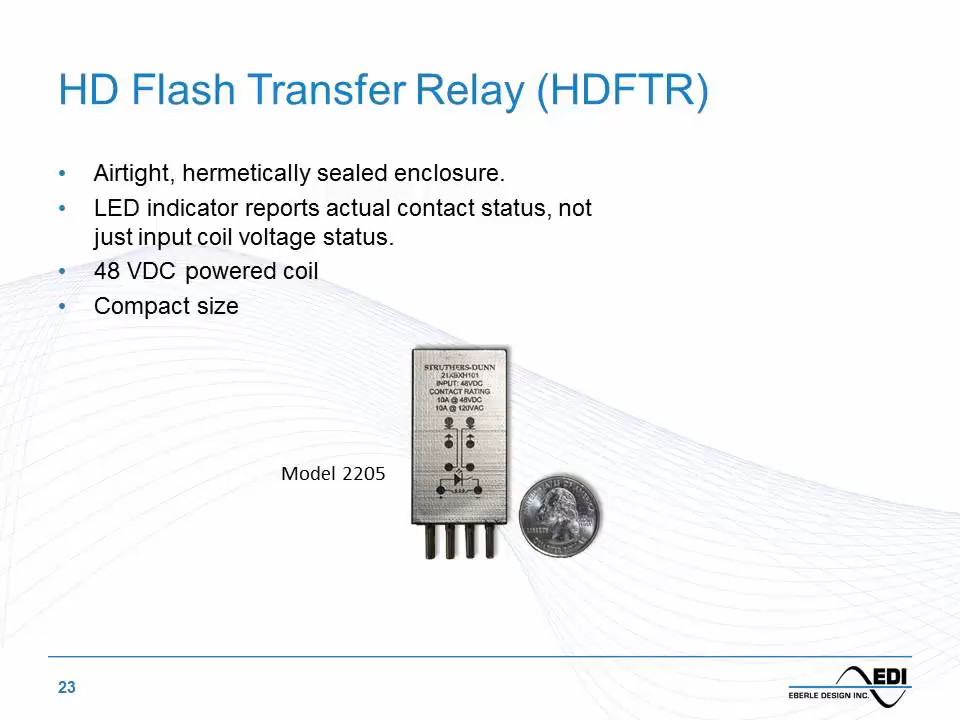 HD Flash Transfer Relay (HDFTR)
• Airtight, hermetically sealed enclosure.
• LED indicator reports actual contact status, not
just input coil voltage status.
• 48 VDC powered coil
• Compact size
STRUTHERS-DUNN
INPUT: 48VDC
CONTACT RATING
10A @ 48VDC
10A @ 120VAC
Model 2205
LIBERTY
23
EDI
EBERLE DESIGN INC.